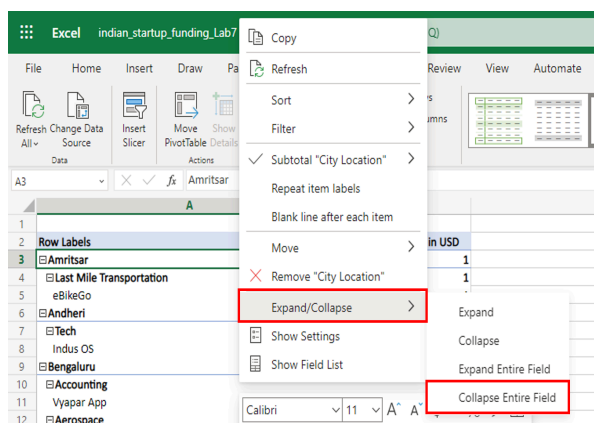 Excel indian_startup_funding_Lab7
Q)
File Home Insert Draw Pa Review View Automate
Refresh All
Change Data Source
Insert Slicer
Move PivotTable
Show Details
Data
Actions
A3 fx Amritsar
A
1
2 Row Labels in USD
3 Amritsar 1
4 Last Mile Transportation 1
5 eBikeGo
6 Andheri
7 Tech
8 Indus OS
9 Bengaluru
10 Accounting
11 Vyapar App
12 Aerospace
Copy
Refresh
Sort
Filter
Subtotal "City Location"
Repeat item labels
Blank line after each item
Move
Remove "City Location"
Expand/Collapse
Show Settings
Show Field List
Expand
Collapse
Expand Entire Field
Collapse Entire Field
Calibri 11 A A